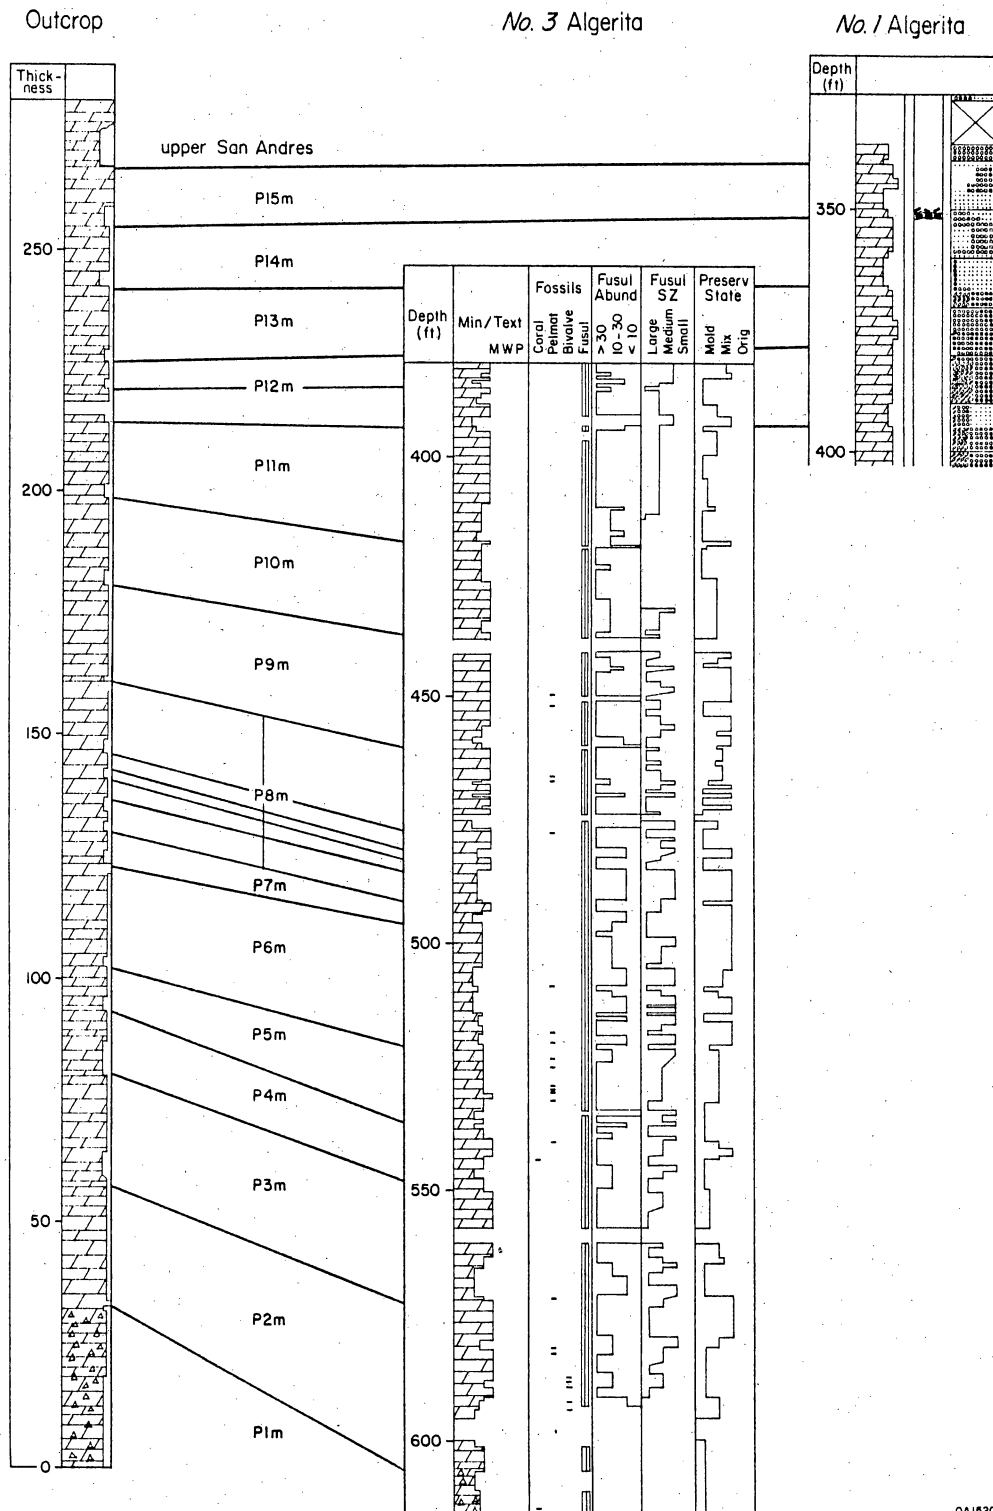 Outcrop
No. 3 Algerita
No. 1 Algerita
Thick-
ness
Depth
(ft)
upper San Andres
P15m
350
250
P14m
Depth
(ft)
Min/Text
MWP
Fossils
Coral
Pelmat
Bivalve
Fusul
Fusul
Abund
> 30
10-30
< 10
Fusul
SZ
Large
Medium
Small
Preserv
State
Mold
Mix
Orig
P13m
P12m
400
400
P11m
200
P10m
P9m
450
150
P8m
P7m
500
P6m
100
P5m
P4m
P3m
550
50
P2m
P1m
600
0